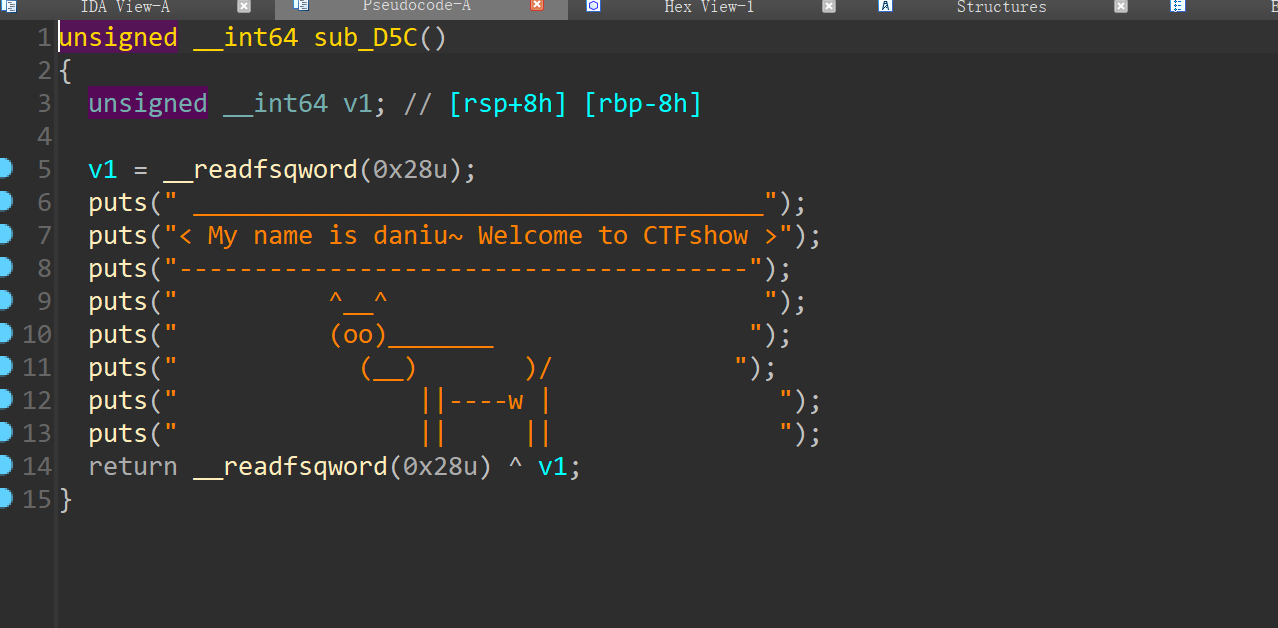 IDA View-A Pseudocode-A Hex View-1 Structures
1 unsigned __int64 sub_D5C()
2 {
3   unsigned __int64 v1; // [rsp+8h] [rbp-8h]
4
5   v1 = __readfsqword(0x28u);
6   puts(" ______________________________________");
7   puts("< My name is daniu~ Welcome to CTFshow >");
8   puts("--------------------------------------");
9   puts("          ^__^                         ");
10   puts("          (oo)_______                 ");
11   puts("            (__)       )/            ");
12   puts("                ||----w |               ");
13   puts("                ||     ||               ");
14   return __readfsqword(0x28u) ^ v1;
15 }